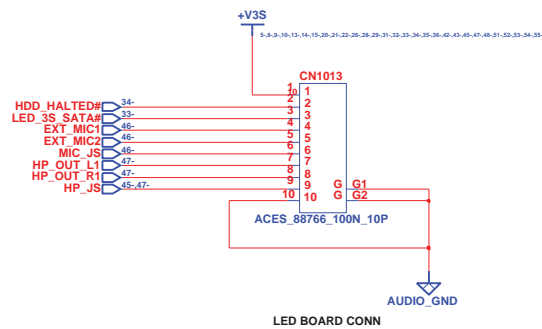 +V3S
5-,8-,9-,10-,13-,14-,15-,20-,21-,22-,26-,28-,29-,31-,32-,33-,34-,35-,36-,42-,43-,45-,47-,48-,51-,52-,53-,54-,55-
CN1013
1 10 1
HDD_HALTED# 34- 2 2
LED_3S_SATA# 33- 3 3
EXT_MIC1 46- 4 4
EXT_MIC2 46- 5 5
MIC_JS 46- 6 6
HP_OUT_L1 47- 7 7
HP_OUT_R1 47- 8 8
HP_JS 45-,47- 9 9 G G1
10 10 G G2
ACES_88766_100N_10P
AUDIO_GND
LED BOARD CONN